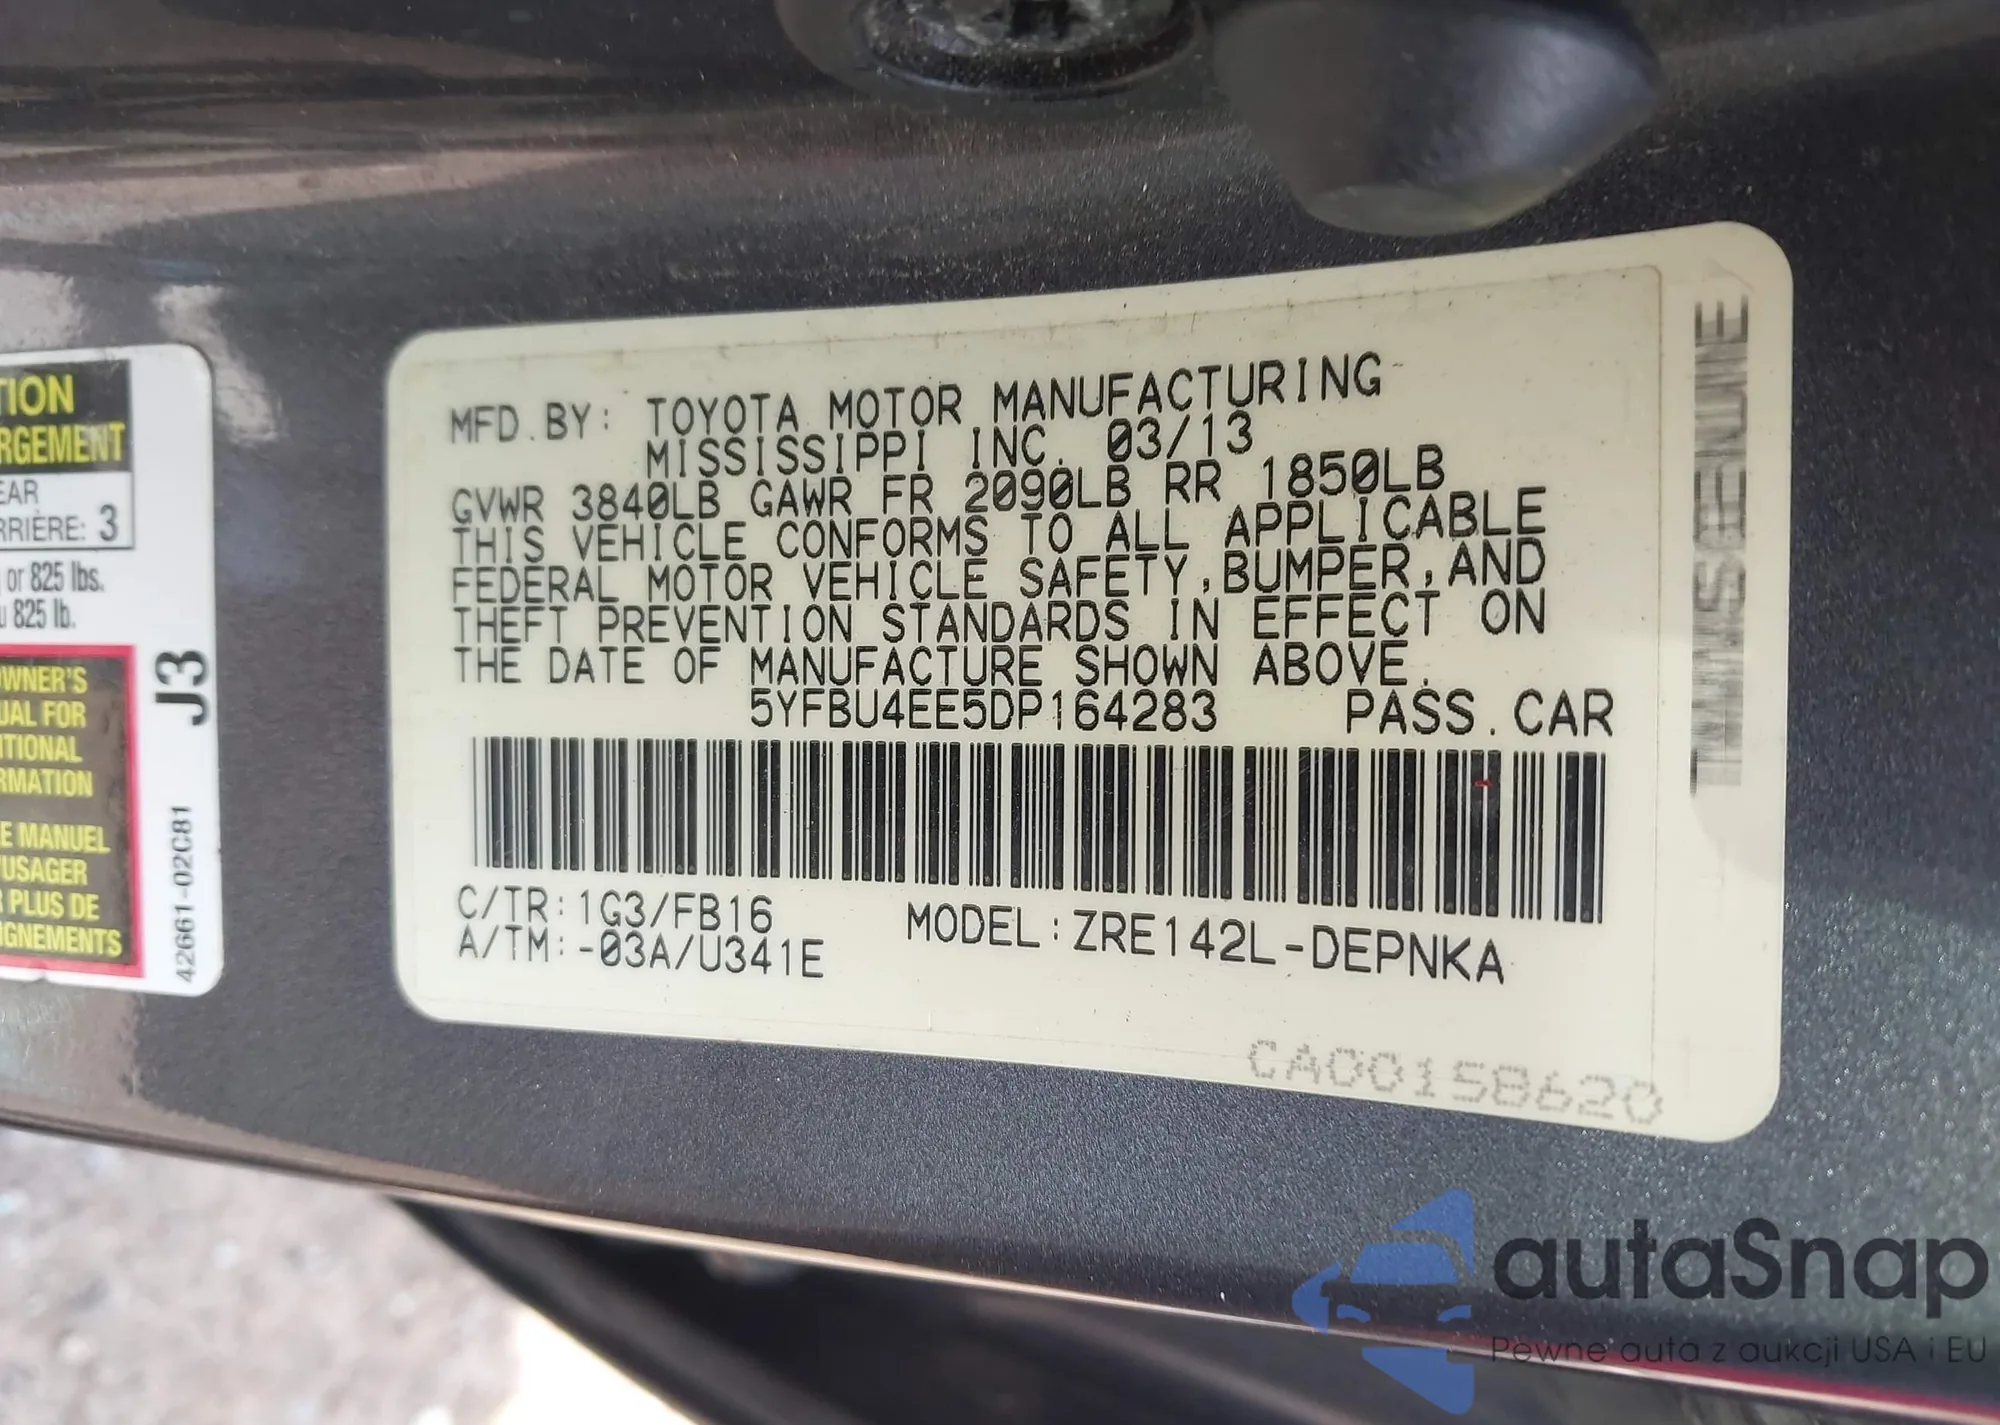 TION
RGEMENT
EAR
RRIÈRE: 3
or 825 lbs.
u 825 lb.
OWNER'S
UAL FOR
ITIONAL
RMATION
E MANUEL
'USAGER
R PLUS DE
IGNEMENTS
J3
42661-02C81
MFD.BY: TOYOTA MOTOR MANUFACTURING
MISSISSIPPI INC. 03/13
GVWR 3840LB GAWR FR 2090LB RR 1850LB
THIS VEHICLE CONFORMS TO ALL APPLICABLE
FEDERAL MOTOR VEHICLE SAFETY,BUMPER,AND
THEFT PREVENTION STANDARDS IN EFFECT ON
THE DATE OF MANUFACTURE SHOWN ABOVE.
5YFBU4EE5DP164283 PASS.CAR
C/TR:1G3/FB16
A/TM:-03A/U341E
MODEL:ZRE142L-DEPNKA
CA00158620
autaSnap
Pewne auta z aukcji USA i EU